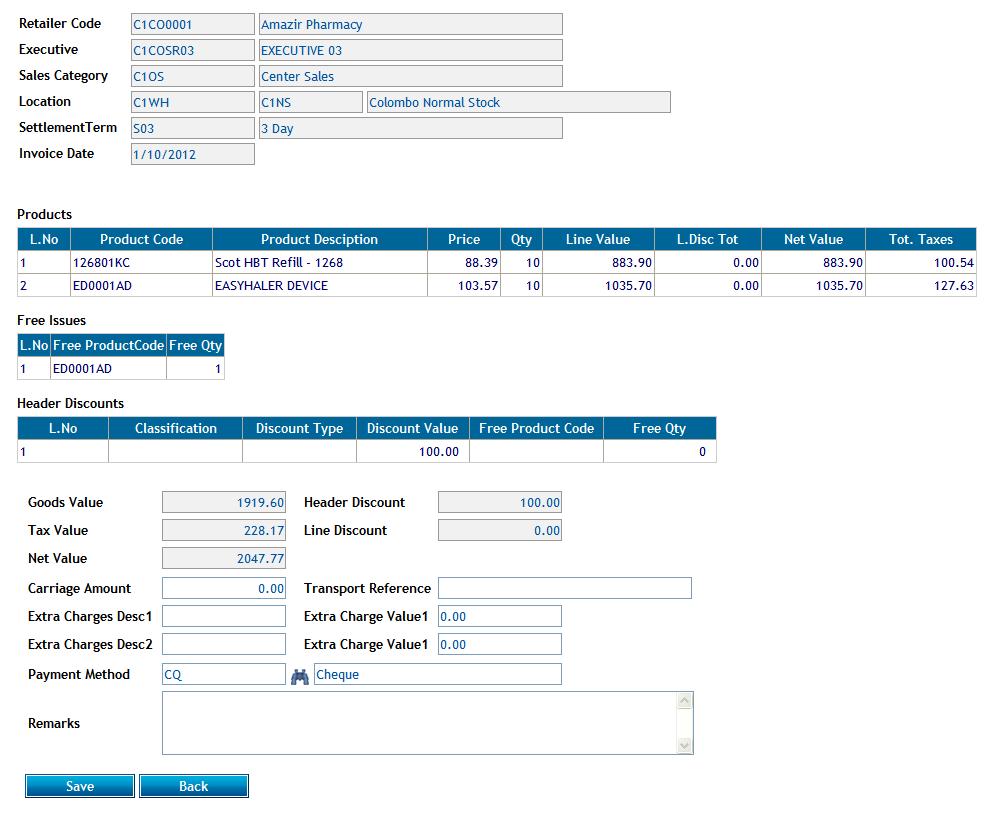 Retailer Code C1CO0001 Amazir Pharmacy
Executive C1COSR03 EXECUTIVE 03
Sales Category C1OS Center Sales
Location C1WH C1NS Colombo Normal Stock
SettlementTerm S03 3 Day
Invoice Date 1/10/2012
Products
L.No Product Code Product Desciption Price Qty Line Value L.Disc Tot Net Value Tot. Taxes
1 126801KC Scot HBT Refill - 1268 88.39 10 883.90 0.00 883.90 100.54
2 ED0001AD EASYHALER DEVICE 103.57 10 1035.70 0.00 1035.70 127.63
Free Issues
L.No Free ProductCode Free Qty
1 ED0001AD 1
Header Discounts
L.No Classification Discount Type Discount Value Free Product Code Free Qty
1 100.00 0
Goods Value 1919.60 Header Discount 100.00
Tax Value 228.17 Line Discount 0.00
Net Value 2047.77
Carriage Amount 0.00 Transport Reference
Extra Charges Desc1 Extra Charge Value1 0.00
Extra Charges Desc2 Extra Charge Value1 0.00
Payment Method CQ Cheque
Remarks
Save Back